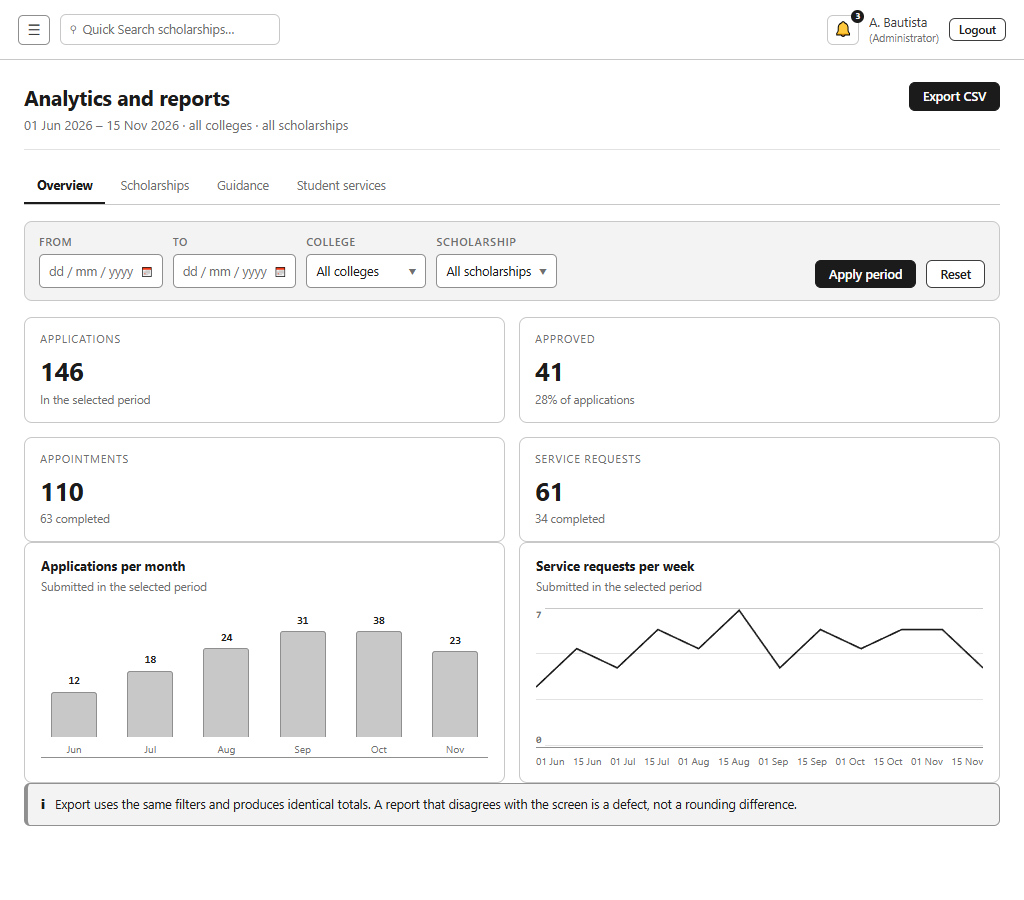 ☰
Quick Search scholarships...
3
A. Bautista
(Administrator)
Logout
Analytics and reports
Export CSV
01 Jun 2026 – 15 Nov 2026 · all colleges · all scholarships
Overview Scholarships Guidance Student services
FROM TO COLLEGE SCHOLARSHIP
dd / mm / yyyy dd / mm / yyyy All colleges ▼ All scholarships ▼
Apply period Reset
APPLICATIONS
146
In the selected period
APPROVED
41
28% of applications
APPOINTMENTS
110
63 completed
SERVICE REQUESTS
61
34 completed
Applications per month
Submitted in the selected period
12 18 24 31 38 23
Jun Jul Aug Sep Oct Nov
Service requests per week
Submitted in the selected period
7
0
01 Jun 15 Jun 01 Jul 15 Jul 01 Aug 15 Aug 01 Sep 15 Sep 01 Oct 15 Oct 01 Nov 15 Nov
i Export uses the same filters and produces identical totals. A report that disagrees with the screen is a defect, not a rounding difference.